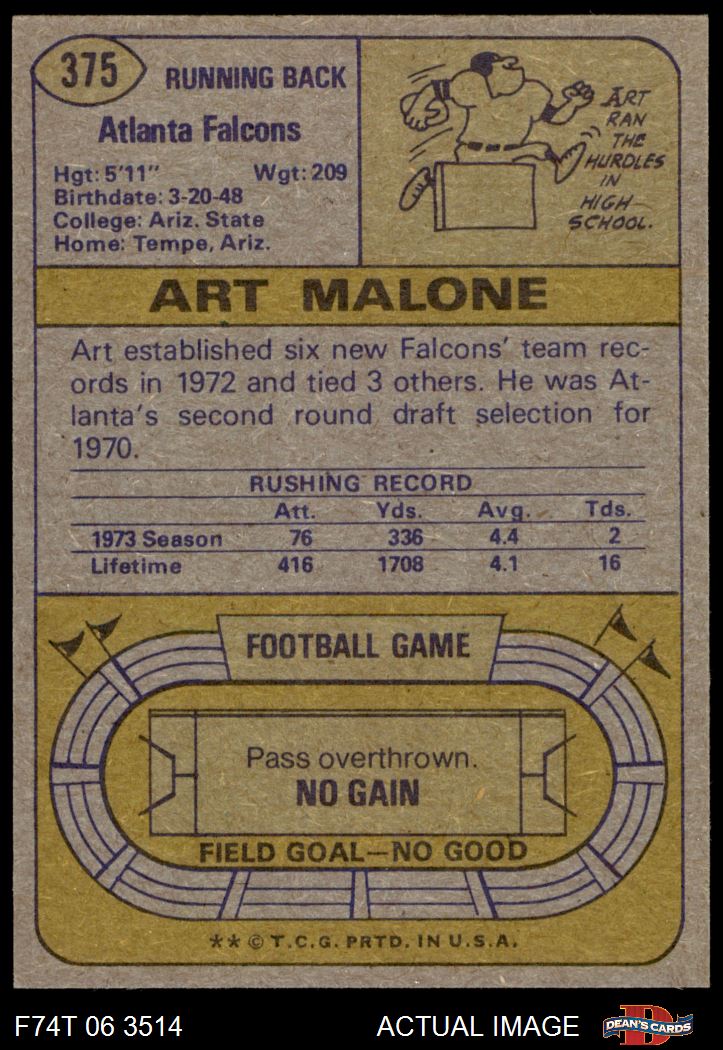 375
RUNNING BACK
Atlanta Falcons
Hgt: 5'11" Wgt: 209
Birthdate: 3-20-48
College: Ariz. State
Home: Tempe, Ariz.
ART
RAN
THE
HURDLES
IN
HIGH
SCHOOL.
ART MALONE
Art established six new Falcons' team rec-
ords in 1972 and tied 3 others. He was At-
lanta's second round draft selection for
1970.
RUSHING RECORD
Att. Yds. Avg. Tds.
1973 Season 76 336 4.4 2
Lifetime 416 1708 4.1 16
FOOTBALL GAME
Pass overthrown.
NO GAIN
FIELD GOAL—NO GOOD
** © T.C.G. PRTD. IN U.S.A.
F74T 06 3514 ACTUAL IMAGE
D
DEAN'S CARDS